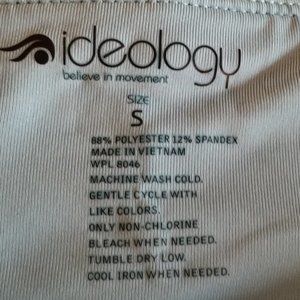 ideology
believe in movement
SIZE
S
88% POLYESTER 12% SPANDEX
MADE IN VIETNAM
WPL 8046
MACHINE WASH COLD.
GENTLE CYCLE WITH
LIKE COLORS.
ONLY NON-CHLORINE
BLEACH WHEN NEEDED.
TUMBLE DRY LOW.
COOL IRON WHEN NEEDED.